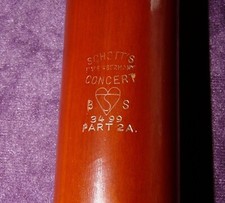 SCHOTT'S
CONCERT
B S
3499
PART 2A.